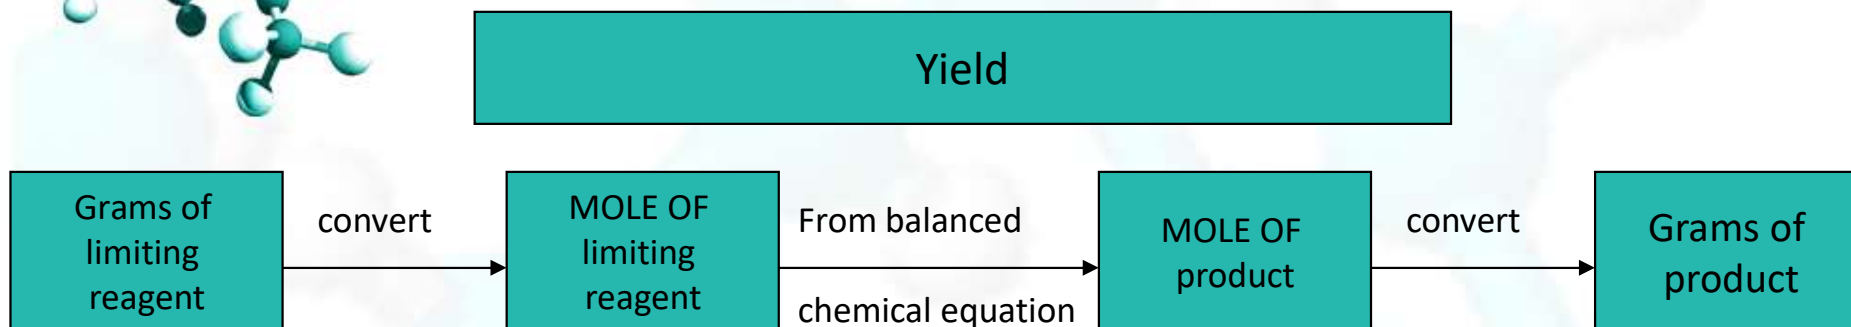 Yield
Grams of
limiting
reagent
convert
MOLE OF
limiting
reagent
From balanced
chemical equation
MOLE OF
product
convert
Grams of
product